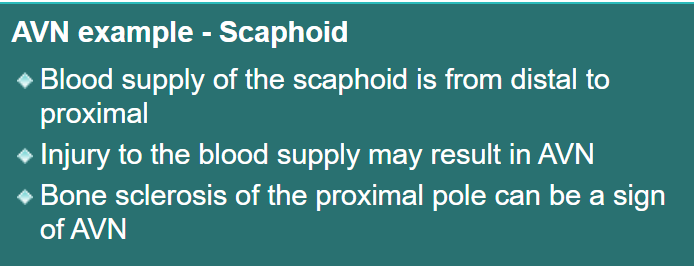 AVN example - Scaphoid
Blood supply of the scaphoid is from distal to
proximal
Injury to the blood supply may result in AVN
Bone sclerosis of the proximal pole can be a sign
of AVN